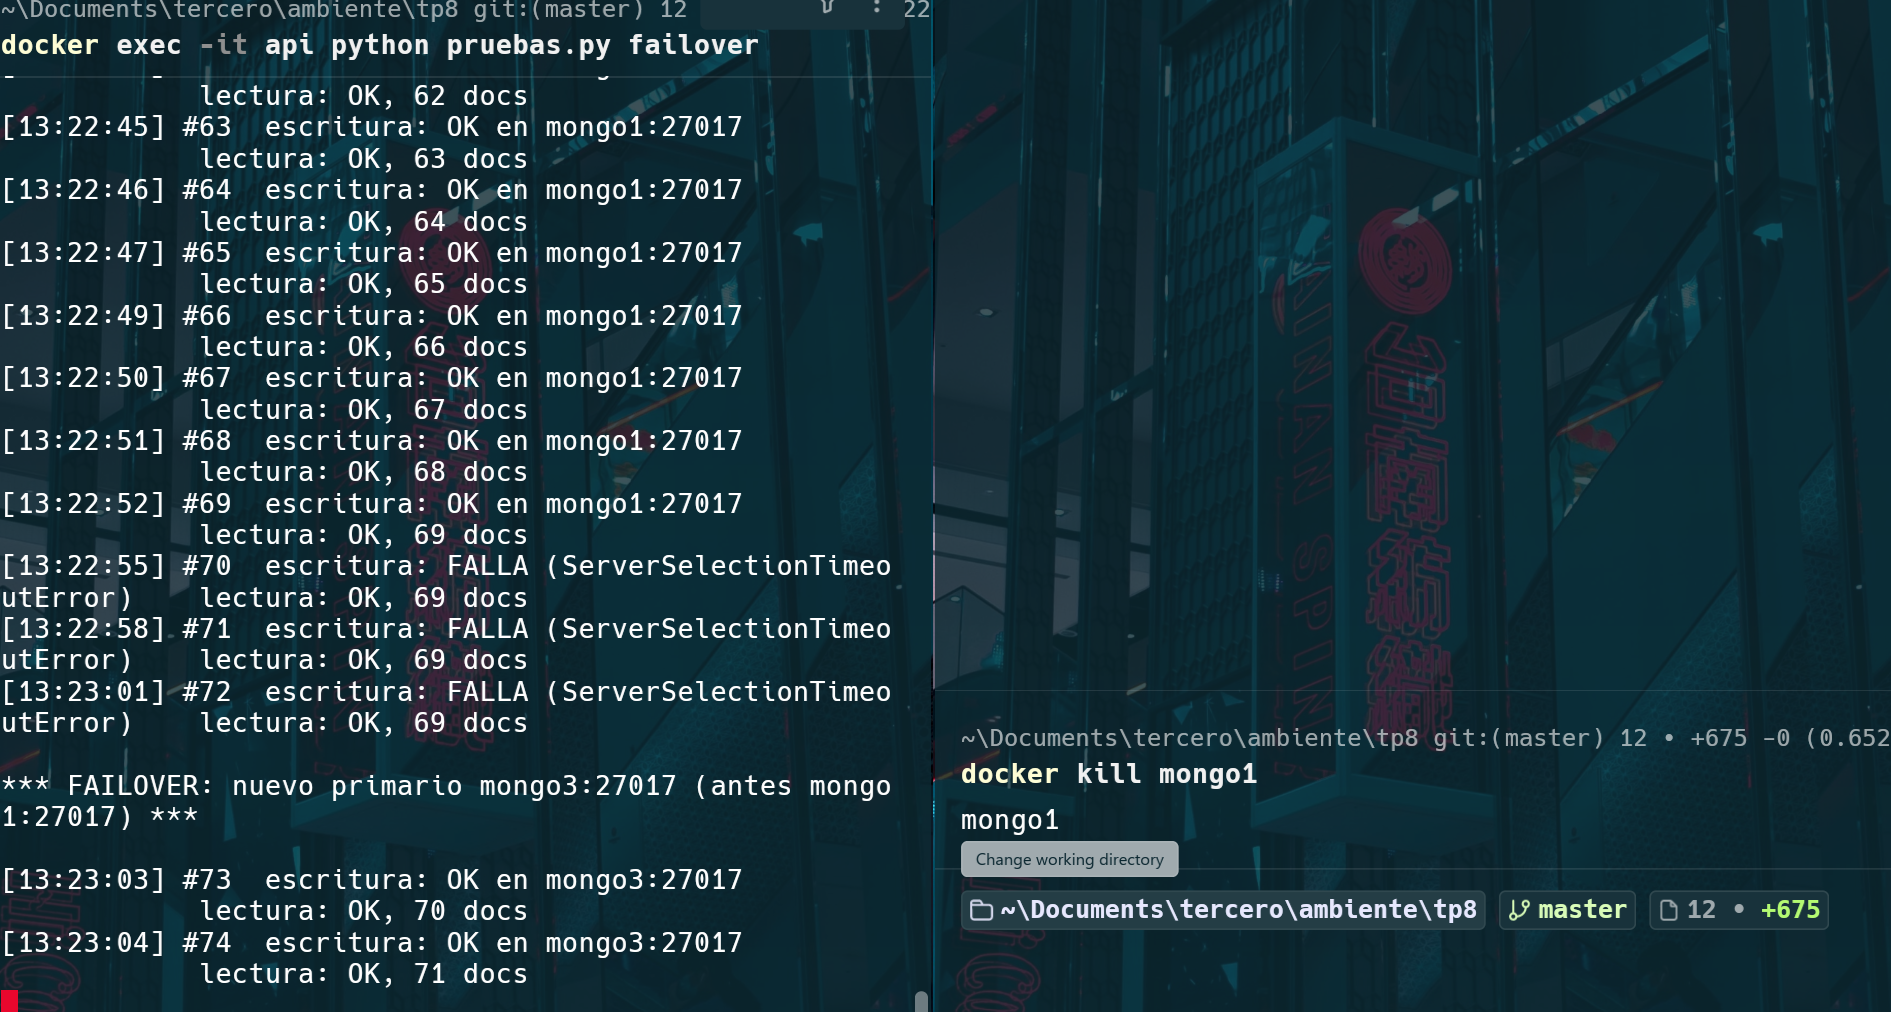 ~\Documents\tercero\ambiente\tp8 git:(master) 12
22
docker exec -it api python pruebas.py failover
lectura: OK, 62 docs
[13:22:45] #63  escritura: OK en mongo1:27017
lectura: OK, 63 docs
[13:22:46] #64  escritura: OK en mongo1:27017
lectura: OK, 64 docs
[13:22:47] #65  escritura: OK en mongo1:27017
lectura: OK, 65 docs
[13:22:49] #66  escritura: OK en mongo1:27017
lectura: OK, 66 docs
[13:22:50] #67  escritura: OK en mongo1:27017
lectura: OK, 67 docs
[13:22:51] #68  escritura: OK en mongo1:27017
lectura: OK, 68 docs
[13:22:52] #69  escritura: OK en mongo1:27017
lectura: OK, 69 docs
[13:22:55] #70  escritura: FALLA (ServerSelectionTimeo
utError)    lectura: OK, 69 docs
[13:22:58] #71  escritura: FALLA (ServerSelectionTimeo
utError)    lectura: OK, 69 docs
[13:23:01] #72  escritura: FALLA (ServerSelectionTimeo
utError)    lectura: OK, 69 docs
*** FAILOVER: nuevo primario mongo3:27017 (antes mongo
1:27017) ***
[13:23:03] #73  escritura: OK en mongo3:27017
lectura: OK, 70 docs
[13:23:04] #74  escritura: OK en mongo3:27017
lectura: OK, 71 docs
~\Documents\tercero\ambiente\tp8 git:(master) 12 • +675 -0 (0.652
docker kill mongo1
mongo1
Change working directory
~\Documents\tercero\ambiente\tp8
master
12 • +675